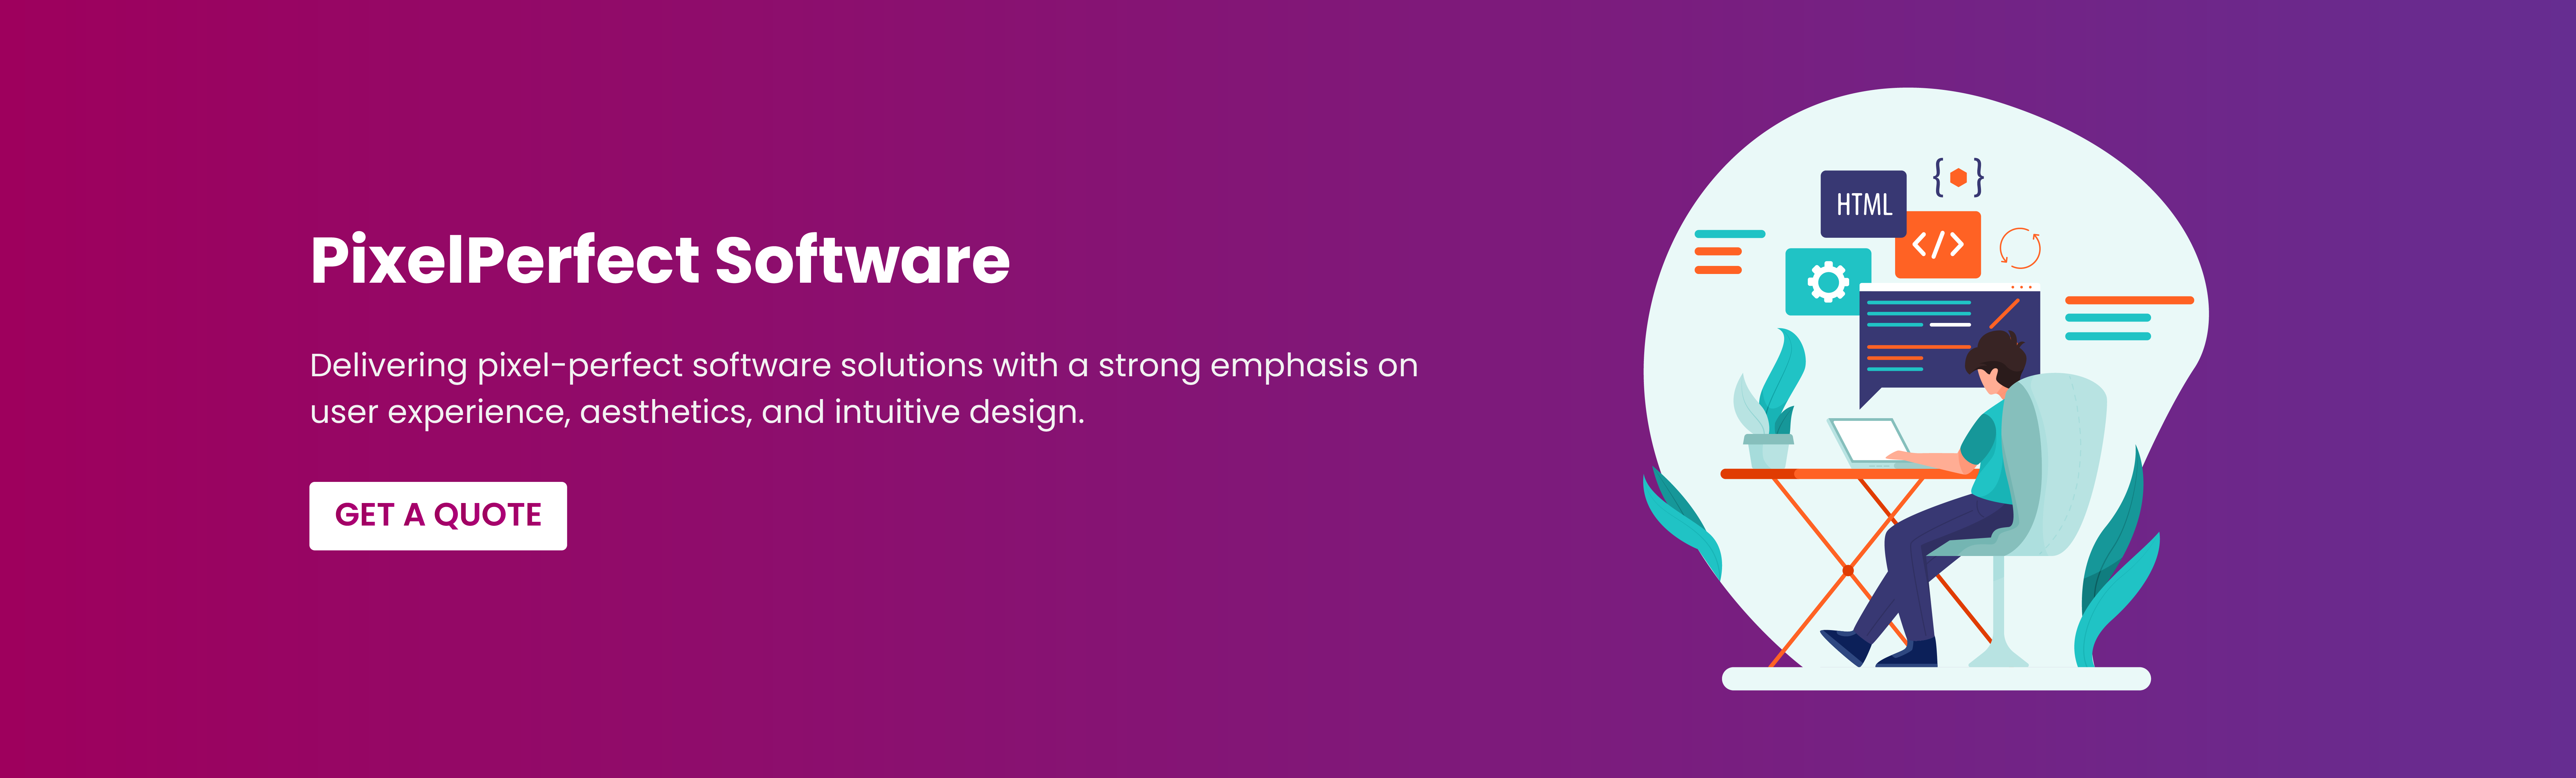 PixelPerfect Software
Delivering pixel-perfect software solutions with a strong emphasis on
user experience, aesthetics, and intuitive design.
GET A QUOTE
HTML
{ }
</>